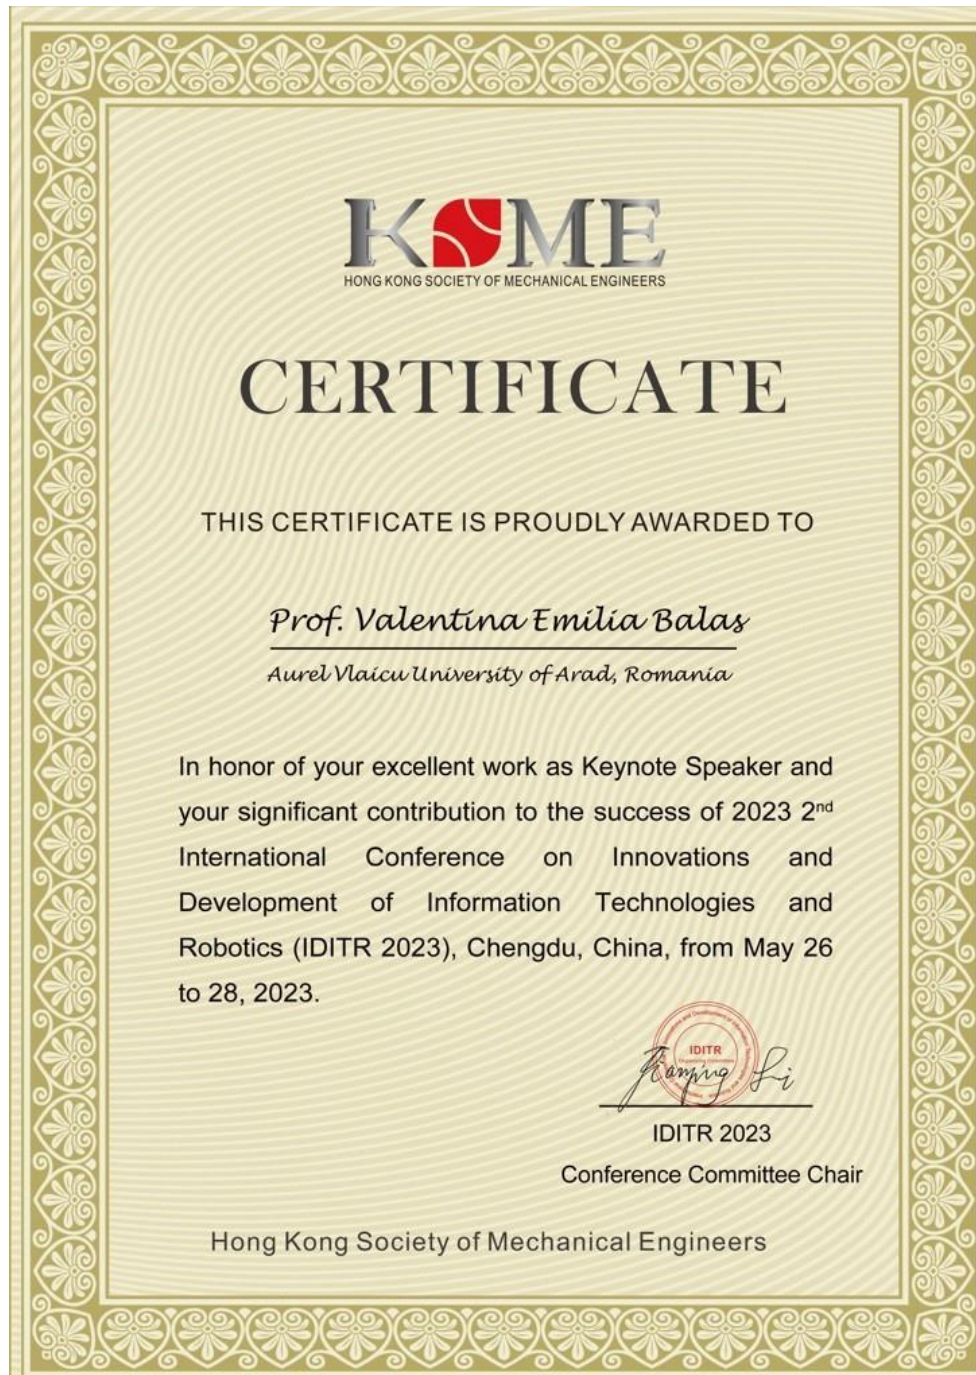 KSME
HONG KONG SOCIETY OF MECHANICAL ENGINEERS
CERTIFICATE
THIS CERTIFICATE IS PROUDLY AWARDED TO
Prof. Valentina Emilia Balas
Aurel Vlaicu University of Arad, Romania
In honor of your excellent work as Keynote Speaker and
your significant contribution to the success of 2023 2nd
International Conference on Innovations and
Development of Information Technologies and
Robotics (IDITR 2023), Chengdu, China, from May 26
to 28, 2023.
IDITR
Organizing Committee
IDITR 2023
Conference Committee Chair
Hong Kong Society of Mechanical Engineers